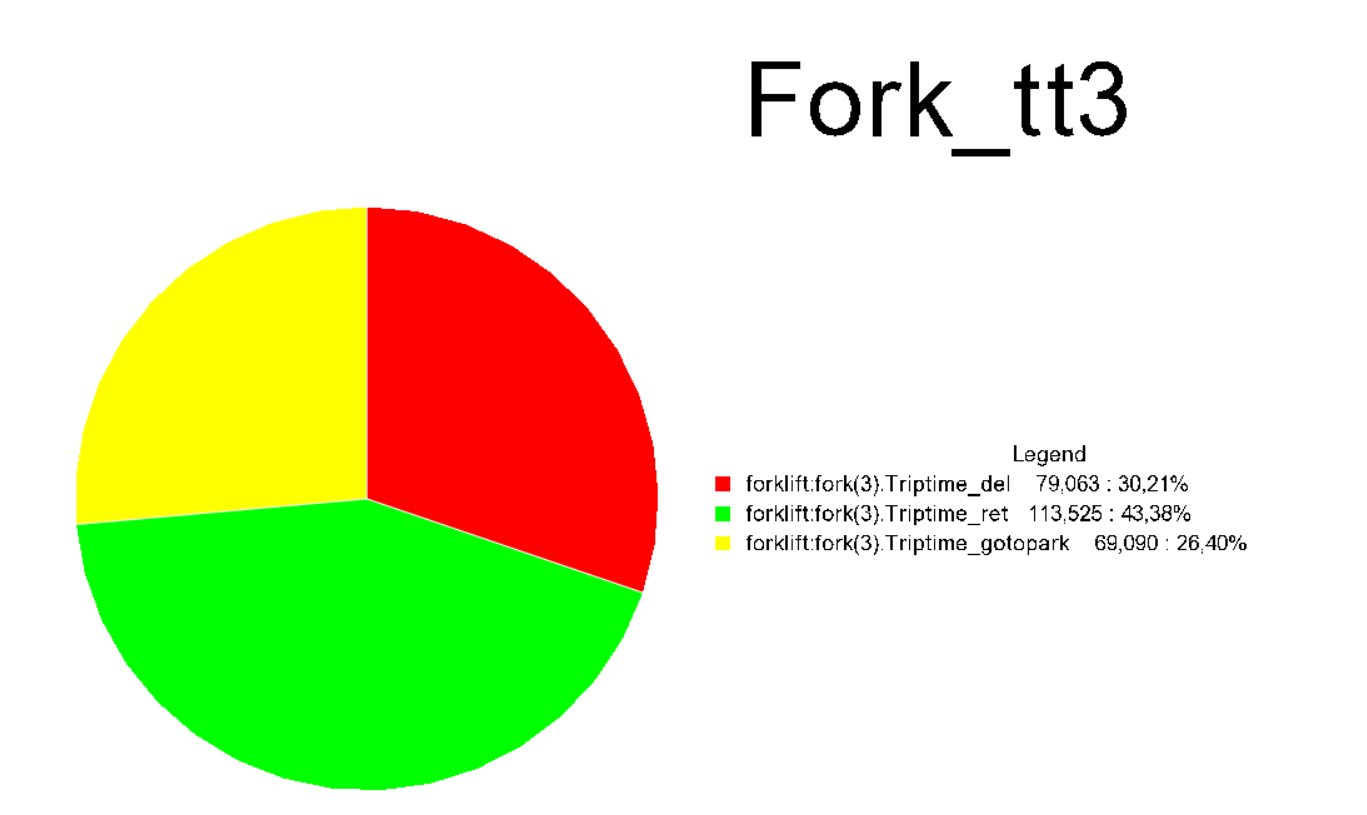 Fork_tt3
Legend
forklift:fork(3).Triptime_del 79,063 : 30,21%
forklift:fork(3).Triptime_ret 113,525 : 43,38%
forklift:fork(3).Triptime_gotopark 69,090 : 26,40%